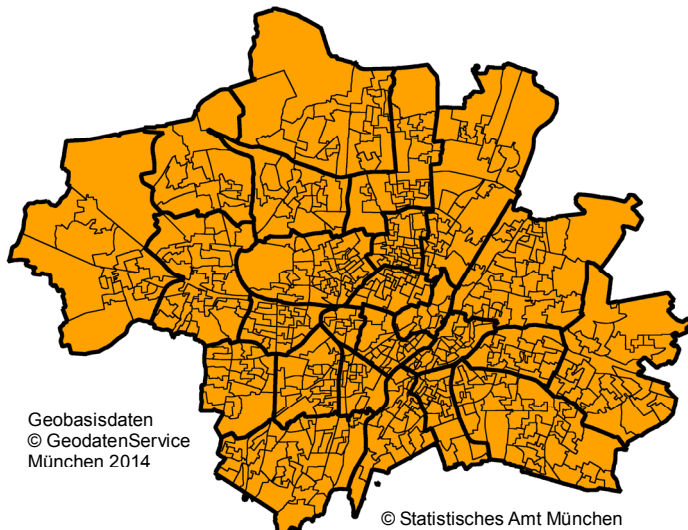 Geobasisdaten
© GeodatenService
München 2014
© Statistisches Amt München